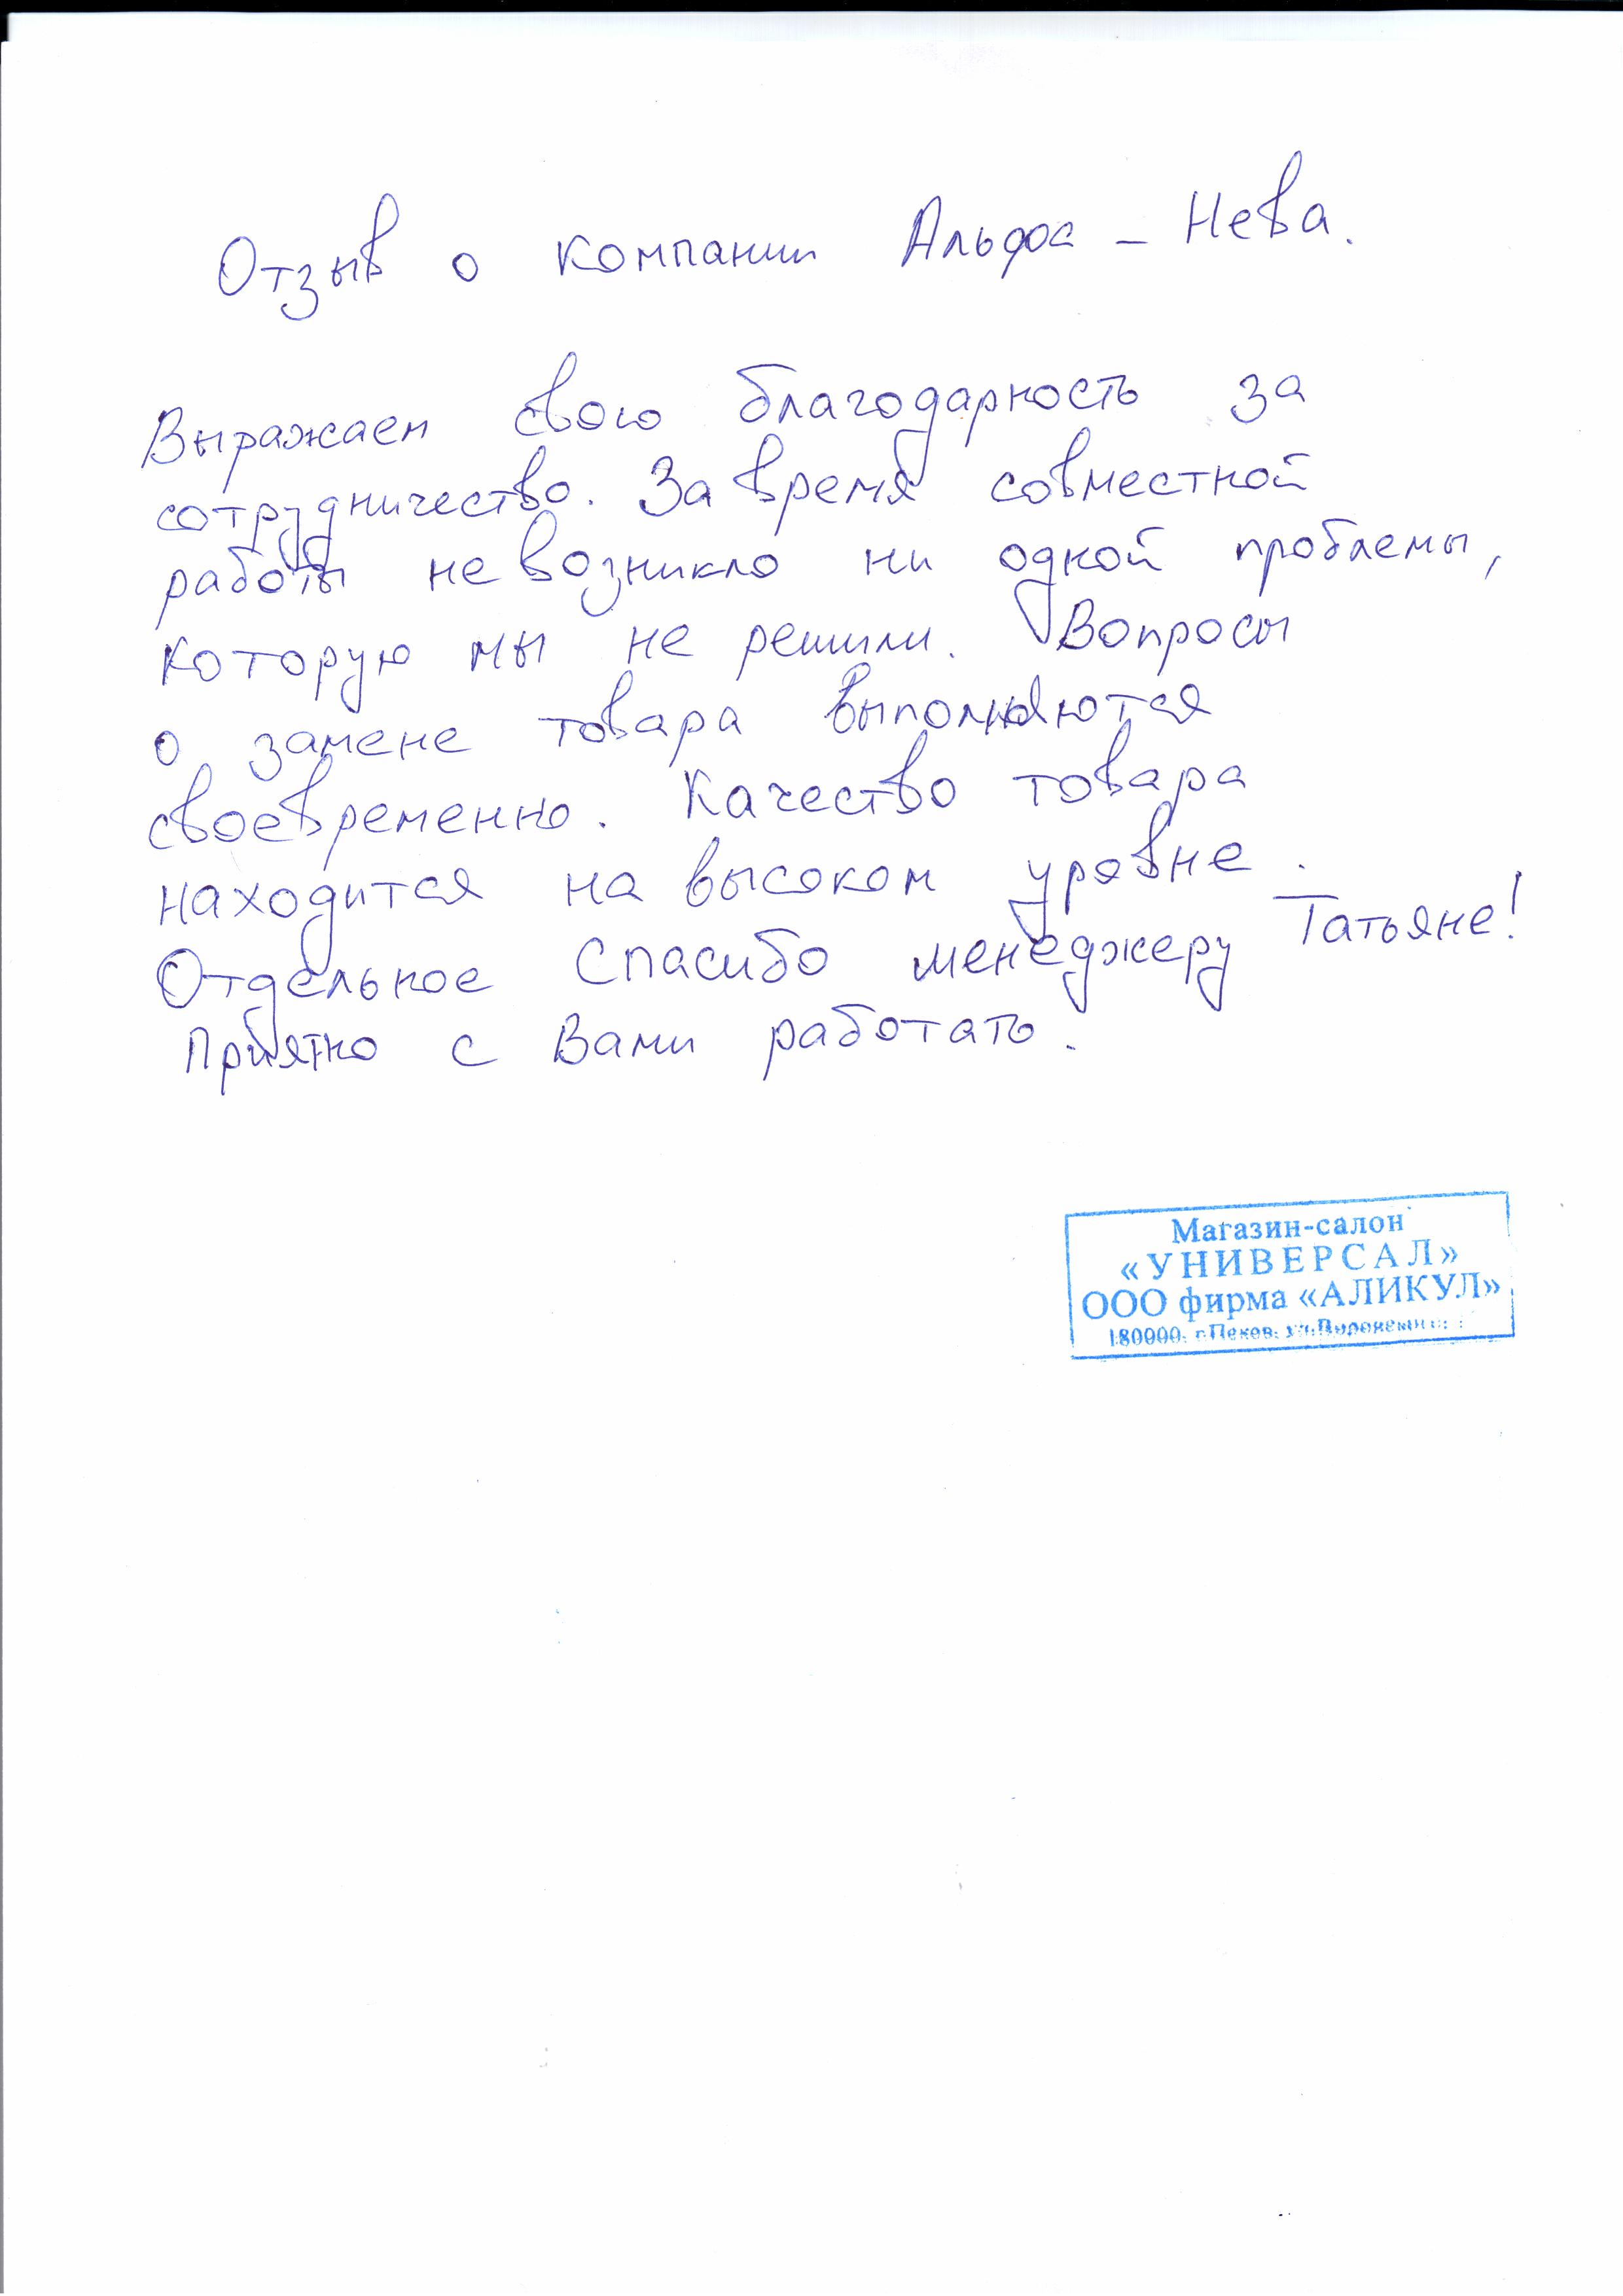 Отзыв о компании Альфа - Нева.
Выражаем свою благодарность за
сотрудничество. За время совместной
работы не возникло ни одной проблемы,
которую мы не решили. Вопросы
о замене товара выполняются
своевременно. Качество товара
находится на высоком уровне.
Отдельное спасибо менеджеру Татьяне!
Приятно с Вами работать.
Магазин-салон
«УНИВЕРСАЛ»
ООО фирма «АЛИКУЛ»
180000, г.Псков, ул.